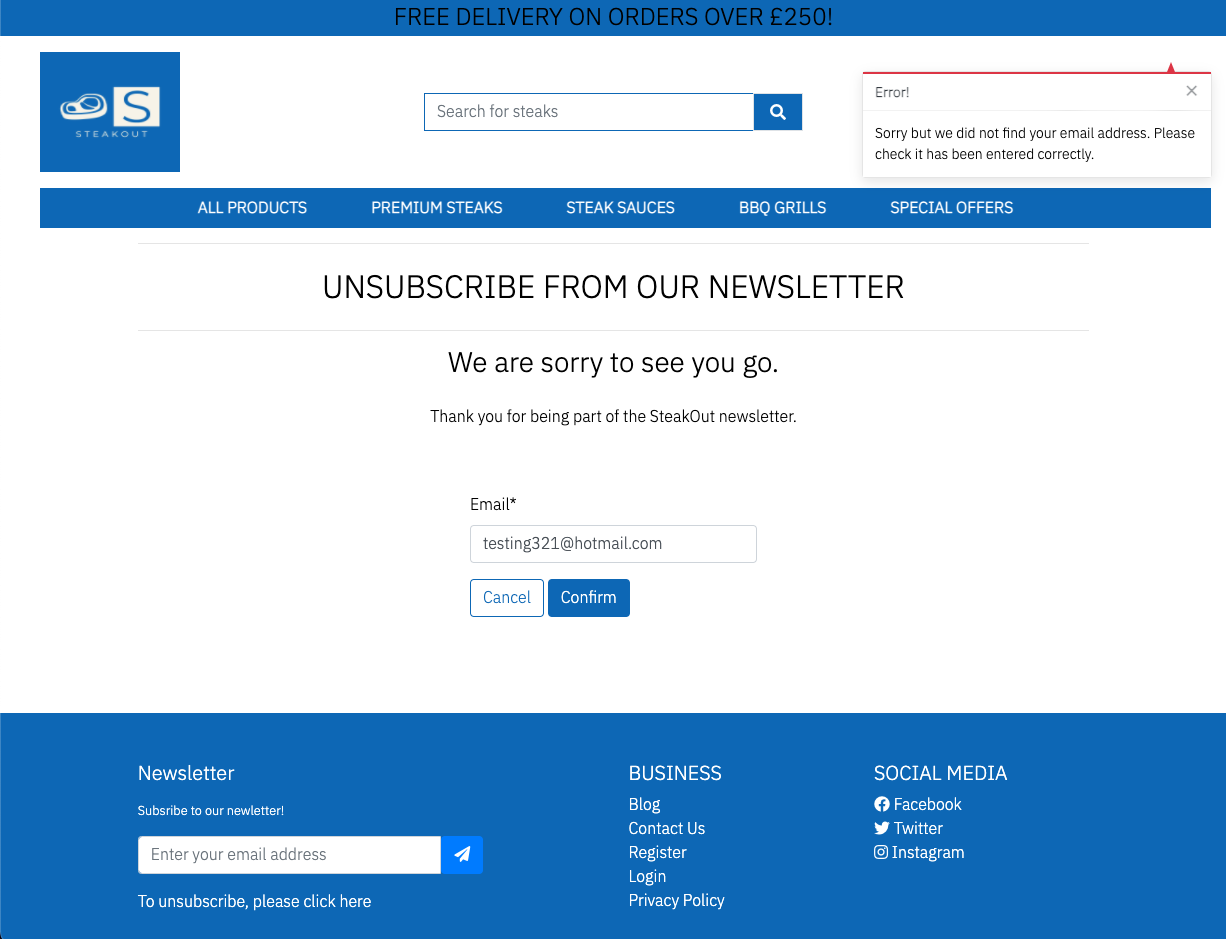 FREE DELIVERY ON ORDERS OVER £250!
S
STEAKOUT
Search for steaks
Error!
Sorry but we did not find your email address. Please
check it has been entered correctly.
ALL PRODUCTS
PREMIUM STEAKS
STEAK SAUCES
BBQ GRILLS
SPECIAL OFFERS
UNSUBSCRIBE FROM OUR NEWSLETTER
We are sorry to see you go.
Thank you for being part of the SteakOut newsletter.
Email*
testing321@hotmail.com
Cancel
Confirm
Newsletter
Subsribe to our newletter!
Enter your email address
To unsubscribe, please click here
BUSINESS
Blog
Contact Us
Register
Login
Privacy Policy
SOCIAL MEDIA
Facebook
Twitter
Instagram